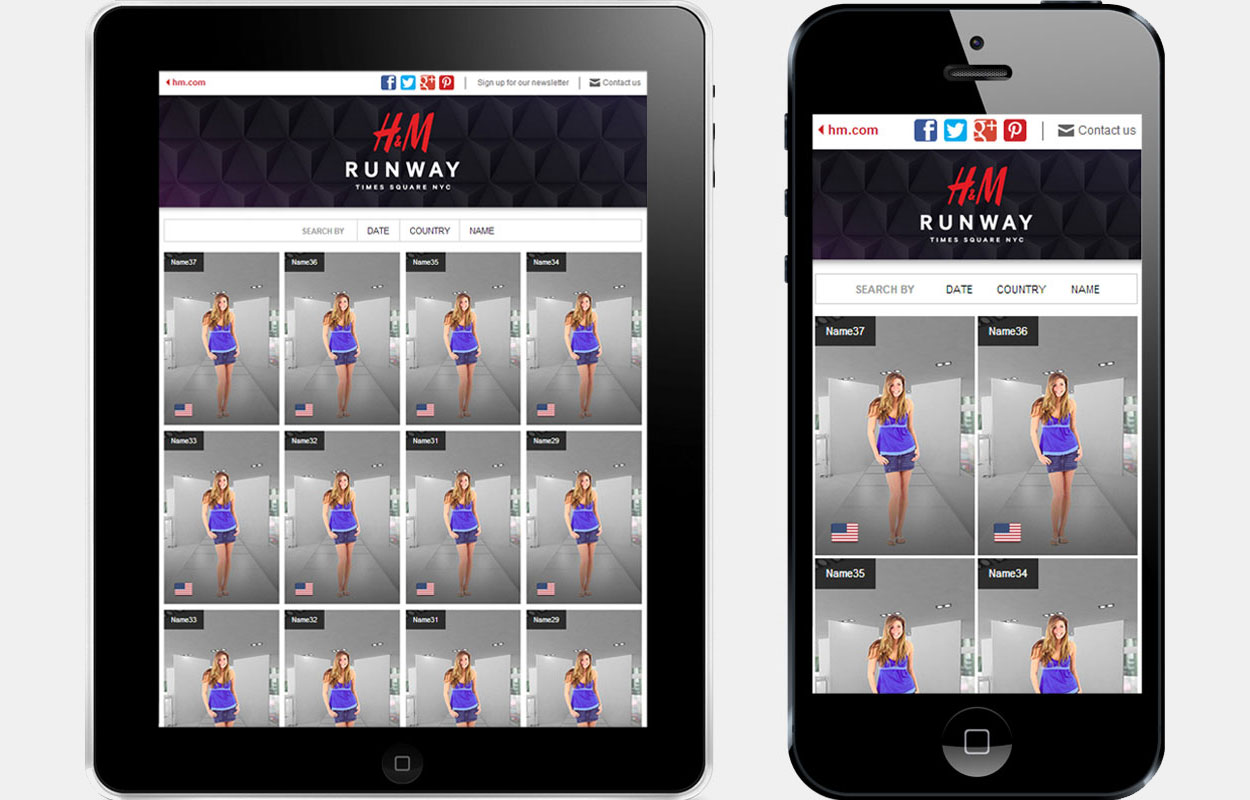 hm.com
Sign up for our newsletter
Contact us
H&M
RUNWAY
TIMES SQUARE NYC
SEARCH BY DATE COUNTRY NAME
Name37 Name36 Name35 Name34
Name33 Name32 Name31 Name29
Name33 Name32 Name31 Name29
hm.com
Contact us
H&M
RUNWAY
TIMES SQUARE NYC
SEARCH BY DATE COUNTRY NAME
Name37 Name36
Name35 Name34